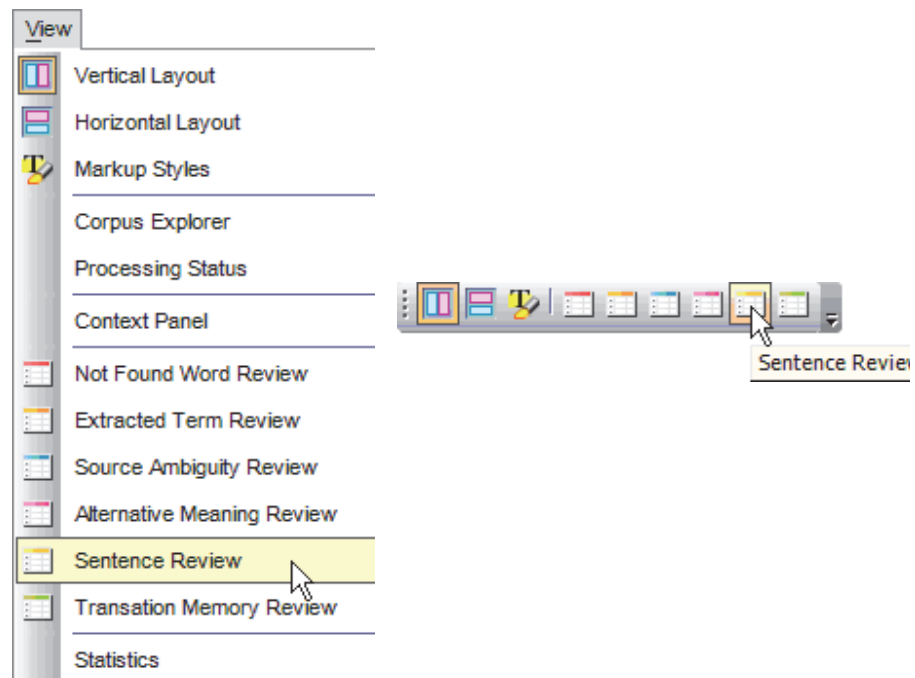 View
Vertical Layout
Horizontal Layout
Markup Styles
Corpus Explorer
Processing Status
Context Panel
Not Found Word Review
Extracted Term Review
Source Ambiguity Review
Alternative Meaning Review
Sentence Review
Transation Memory Review
Statistics
Sentence Review